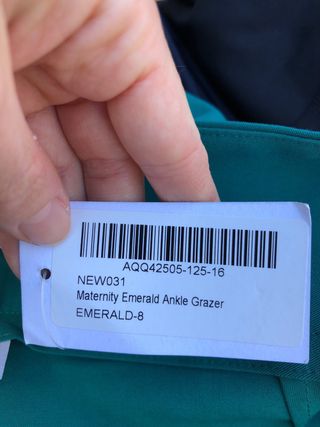 AQQ42505-125-16
NEW031
Maternity Emerald Ankle Grazer
EMERALD-8